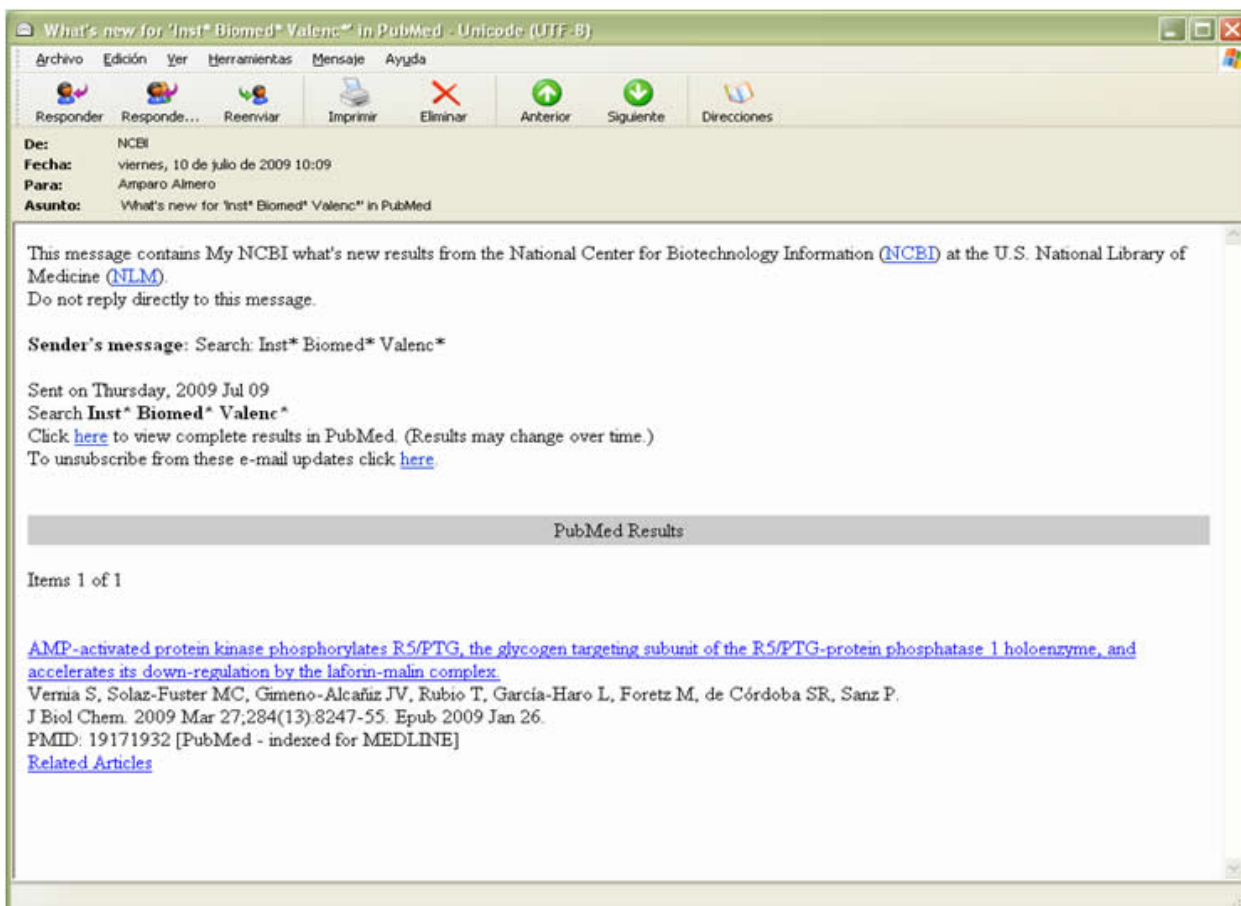 What's new for 'Inst* Biomed* Valenc*' in PubMed - Unicode (UTF-8)
Archivo Edición Ver Herramientas Mensaje Ayuda
Responder Responde... Reenviar Imprimir Eliminar Anterior Siguiente Direcciones
De: NCBI
Fecha: viernes, 10 de julio de 2009 10:09
Para: Amparo Almero
Asunto: What's new for 'Inst* Biomed* Valenc*' in PubMed
This message contains My NCBI what's new results from the National Center for Biotechnology Information (NCBI) at the U.S. National Library of
Medicine (NLM).
Do not reply directly to this message.
Sender's message: Search: Inst* Biomed* Valenc*
Sent on Thursday, 2009 Jul 09
Search Inst* Biomed* Valenc*
Click here to view complete results in PubMed. (Results may change over time.)
To unsubscribe from these e-mail updates click here.
PubMed Results
Items 1 of 1
AMP-activated protein kinase phosphorylates R5/PTG, the glycogen targeting subunit of the R5/PTG-protein phosphatase 1 holoenzyme, and
accelerates its down-regulation by the laforin-malin complex.
Vernia S, Solaz-Fuster MC, Gimeno-Alcañiz JV, Rubio T, García-Haro L, Foretz M, de Córdoba SR, Sanz P.
J Biol Chem. 2009 Mar 27;284(13):8247-55. Epub 2009 Jan 26.
PMID: 19171932 [PubMed - indexed for MEDLINE]
Related Articles